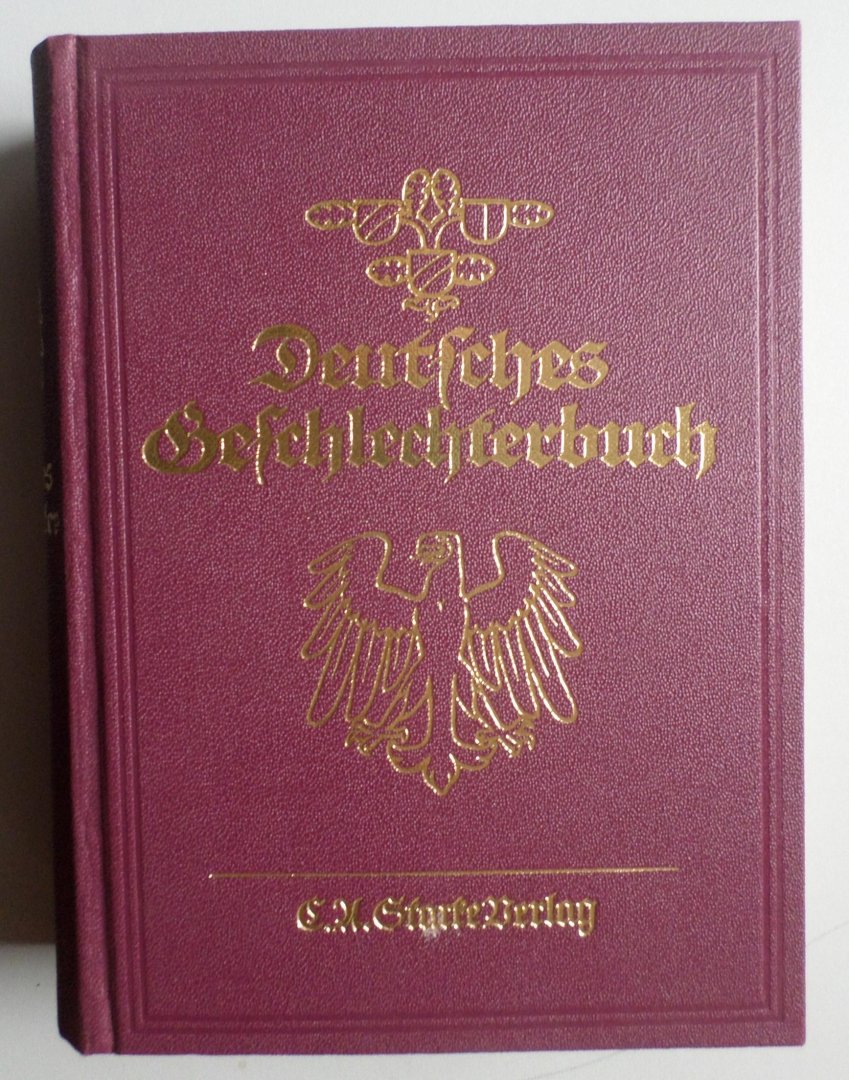 Deutſches
Geſchlechterbuch
C. A. Starke Verlag